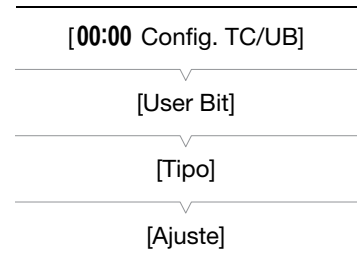 [00:00 Config. TC/UB]
[User Bit]
[Tipo]
[Ajuste]